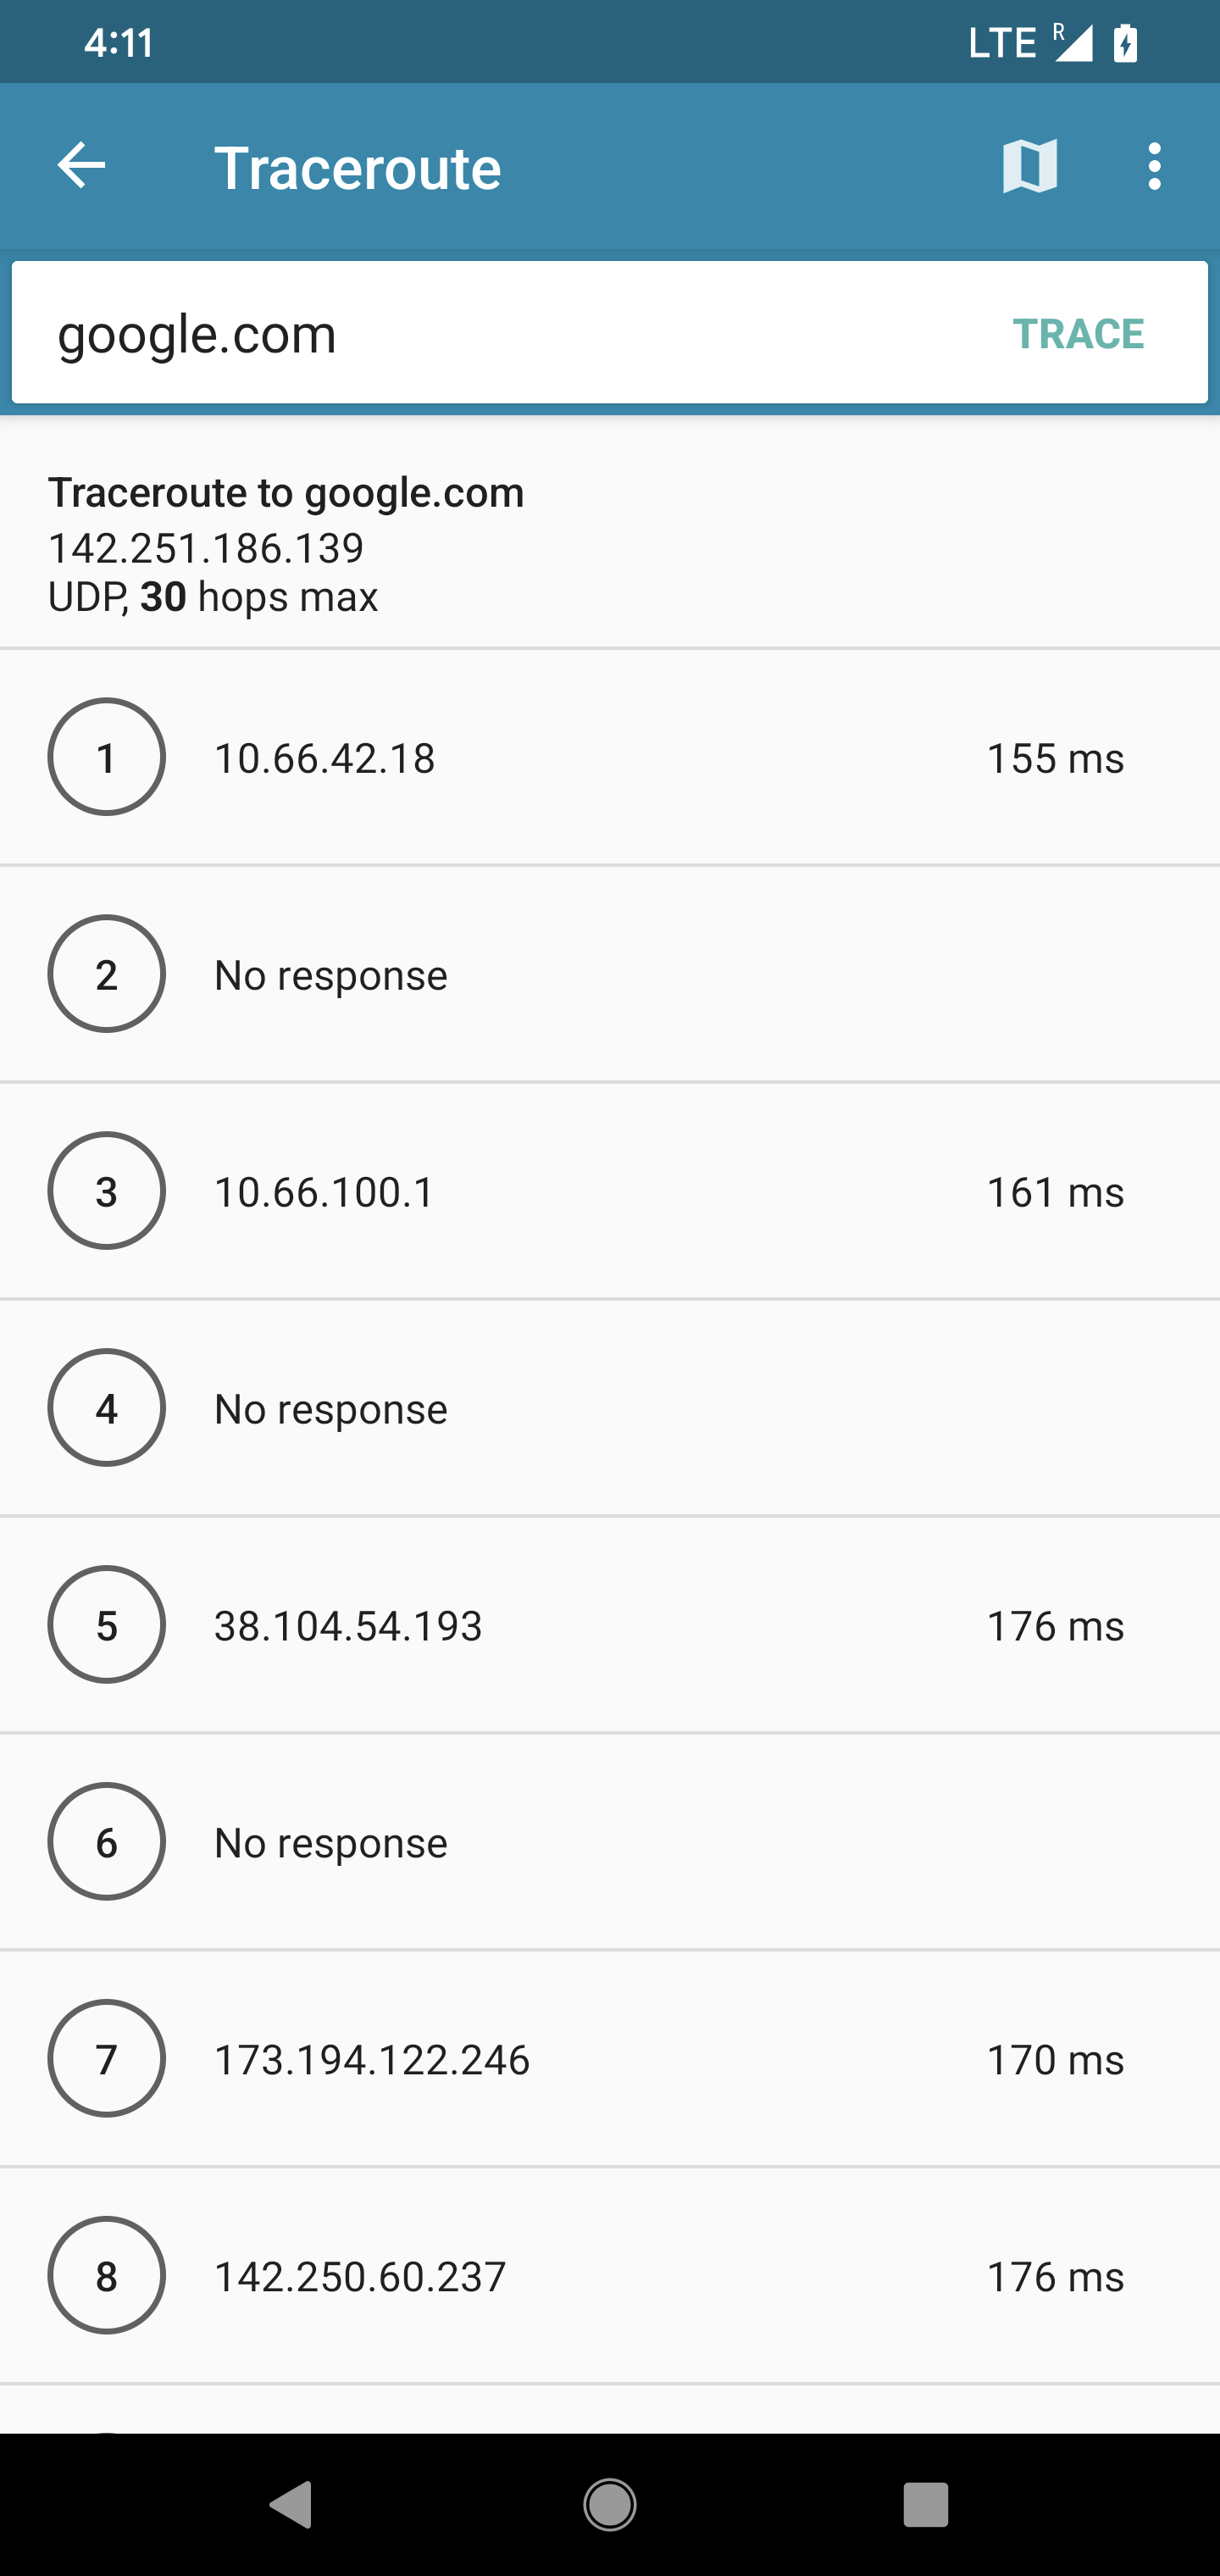 4:11
LTE R
Traceroute
google.com TRACE
Traceroute to google.com
142.251.186.139
UDP, 30 hops max
1 10.66.42.18 155 ms
2 No response
3 10.66.100.1 161 ms
4 No response
5 38.104.54.193 176 ms
6 No response
7 173.194.122.246 170 ms
8 142.250.60.237 176 ms